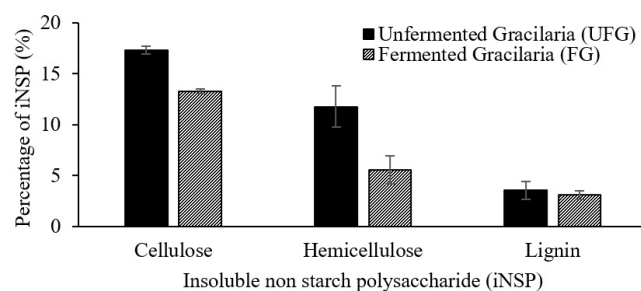 Percentage of iNSP (%)
20
15
10
5
0
Unfermented Gracilaria (UFG)
Fermented Gracilaria (FG)
Cellulose
Hemicellulose
Lignin
Insoluble non starch polysaccharide (iNSP)